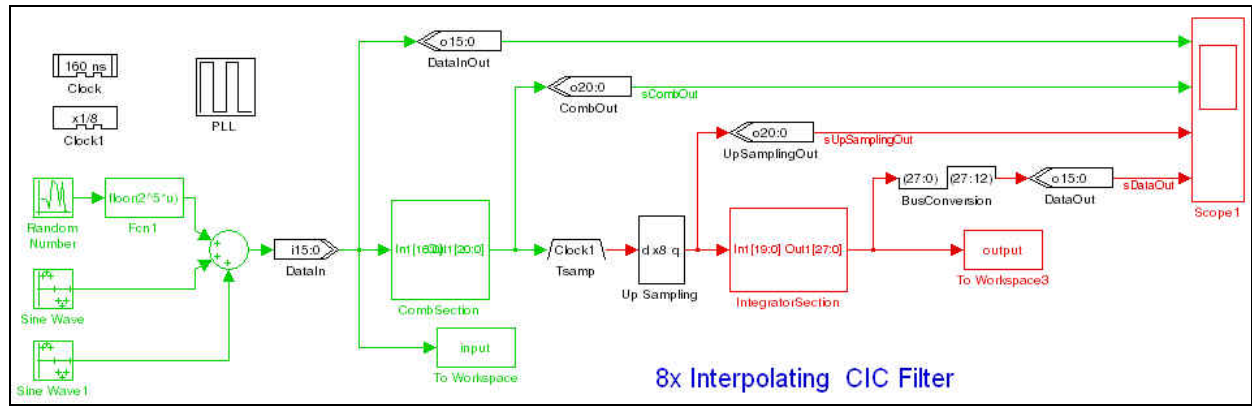 160 ns
Clock
x1/8
Clock1
PLL
o15:0
DataInOut
o20:0
CombOut
sCombOut
o20:0
UpSamplingOut
sUpSamplingOut
(27:0) (27:12)
BusConversion
o15:0
DataOut
sDataOut
Scope1
Random
Number
floor(2^5*u)
Fcn1
Sine Wave
Sine Wave1
i15:0
DataIn
CombSection
Clock1
Tsamp
d x8 q
Up Sampling
In1 [19:0] Out1[27:0]
IntegratorSection
output
To Workspace3
input
To Workspace
8x Interpolating CIC Filter